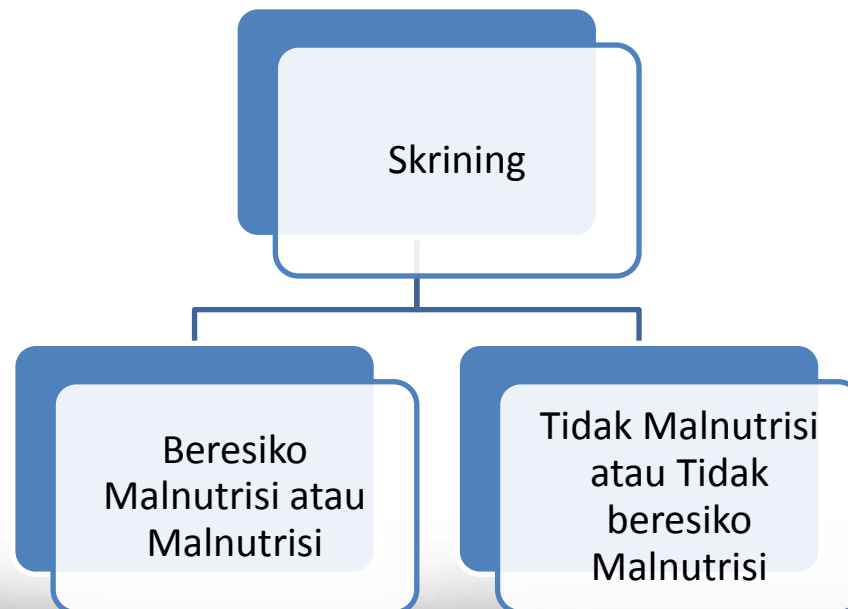 Skrining
Beresiko
Malnutrisi atau
Malnutrisi
Tidak Malnutrisi
atau Tidak
beresiko
Malnutrisi